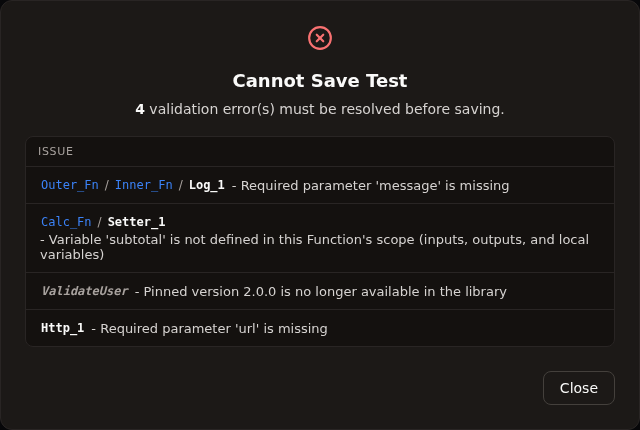 Cannot Save Test
4 validation error(s) must be resolved before saving.
ISSUE
Outer_Fn / Inner_Fn / Log_1 - Required parameter 'message' is missing
Calc_Fn / Setter_1
- Variable 'subtotal' is not defined in this Function's scope (inputs, outputs, and local
variables)
ValidateUser - Pinned version 2.0.0 is no longer available in the library
Http_1 - Required parameter 'url' is missing
Close